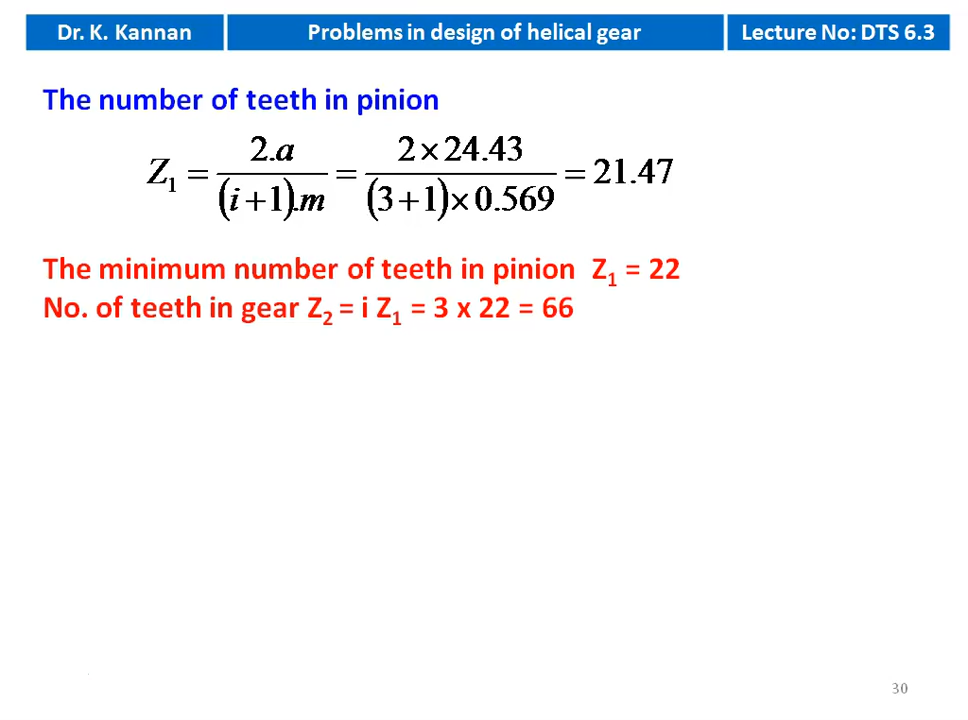 Dr. K. Kannan
Problems in design of helical gear
Lecture No: DTS 6.3
The number of teeth in pinion
Z₁ = 2.a / (i+1).m = 2×24.43 / (3+1)×0.569 = 21.47
The minimum number of teeth in pinion Z₁ = 22
No. of teeth in gear Z₂ = i Z₁ = 3 x 22 = 66
30